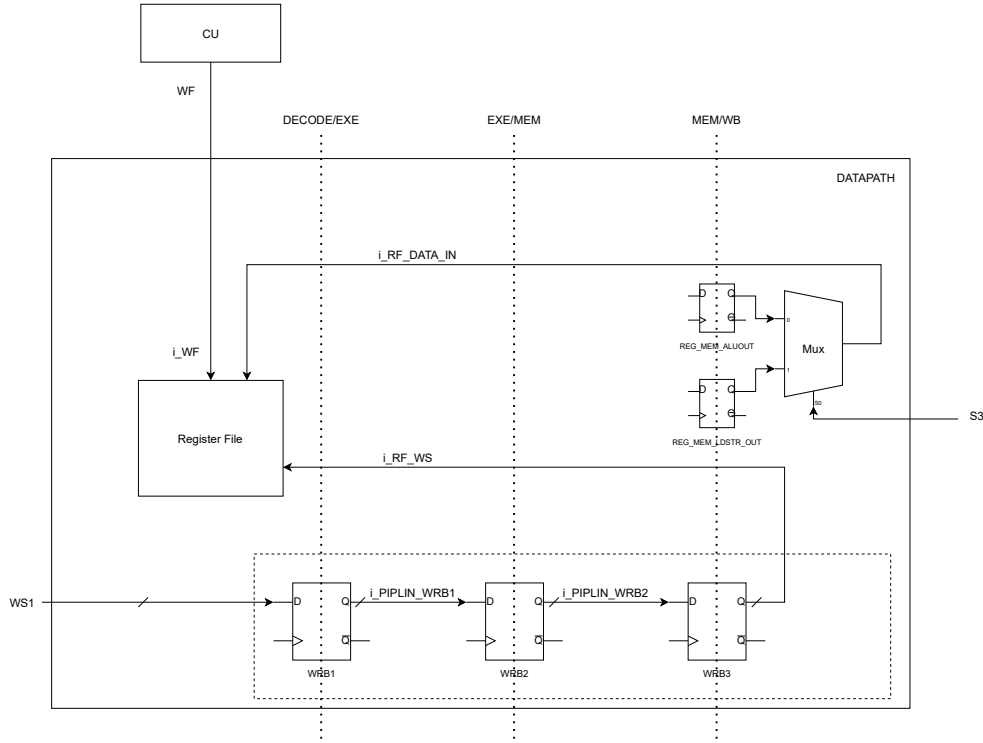 CU
WF
DECODE/EXE
EXE/MEM
MEM/WB
DATAPATH
i_RF_DATA_IN
D
Q
Q
REG_MEM_ALUOUT
0
Mux
1
S0
i_WF
D
Q
Q
REG_MEM_LDSTR_OUT
S3
Register File
i_RF_WS
WS1
D
Q
Q
WRB1
i_PIPLIN_WRB1
D
Q
Q
WRB2
i_PIPLIN_WRB2
D
Q
Q
WRB3